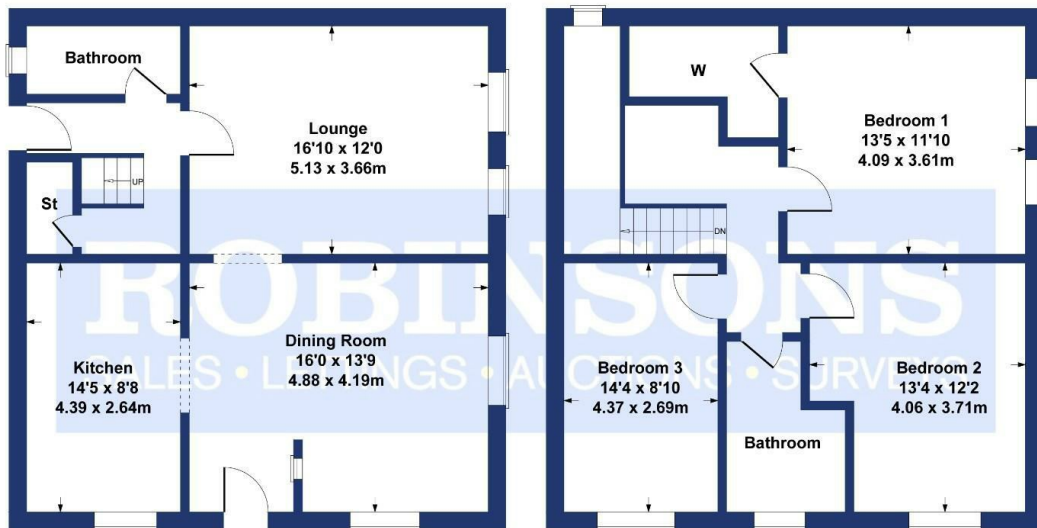 Bathroom
Lounge
16'10 x 12'0
5.13 x 3.66m
UP
St
Kitchen
14'5 x 8'8
4.39 x 2.64m
Dining Room
16'0 x 13'9
4.88 x 4.19m
W
Bedroom 1
13'5 x 11'10
4.09 x 3.61m
DN
Bedroom 3
14'4 x 8'10
4.37 x 2.69m
Bathroom
Bedroom 2
13'4 x 12'2
4.06 x 3.71m
ROBINSONS
SALES • LETTINGS • AUCTIONS • SURVEYS